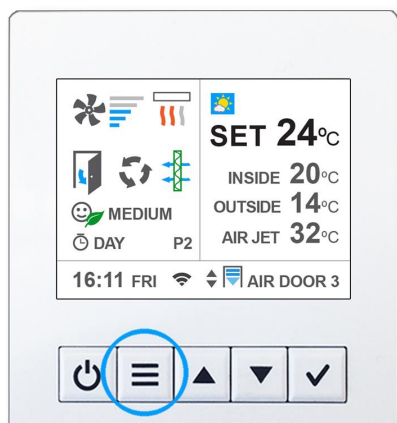 SET 24°C
INSIDE 20°C
OUTSIDE 14°C
AIR JET 32°C
MEDIUM
DAY P2
16:11 FRI AIR DOOR 3